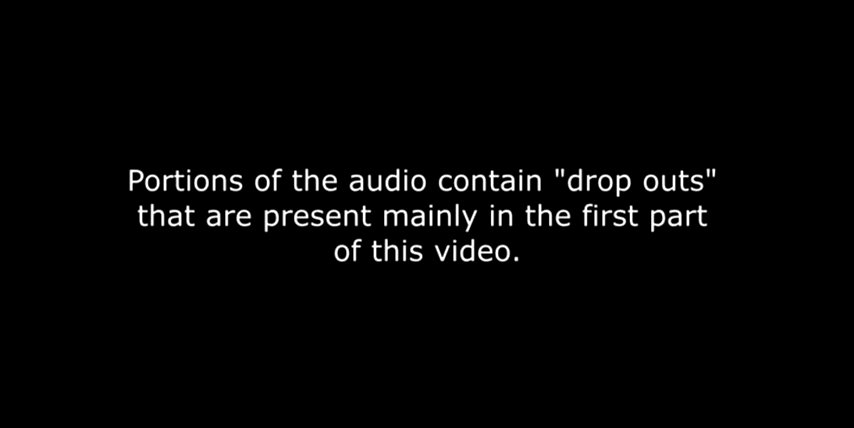 Portions of the audio contain "drop outs"
that are present mainly in the first part
of this video.